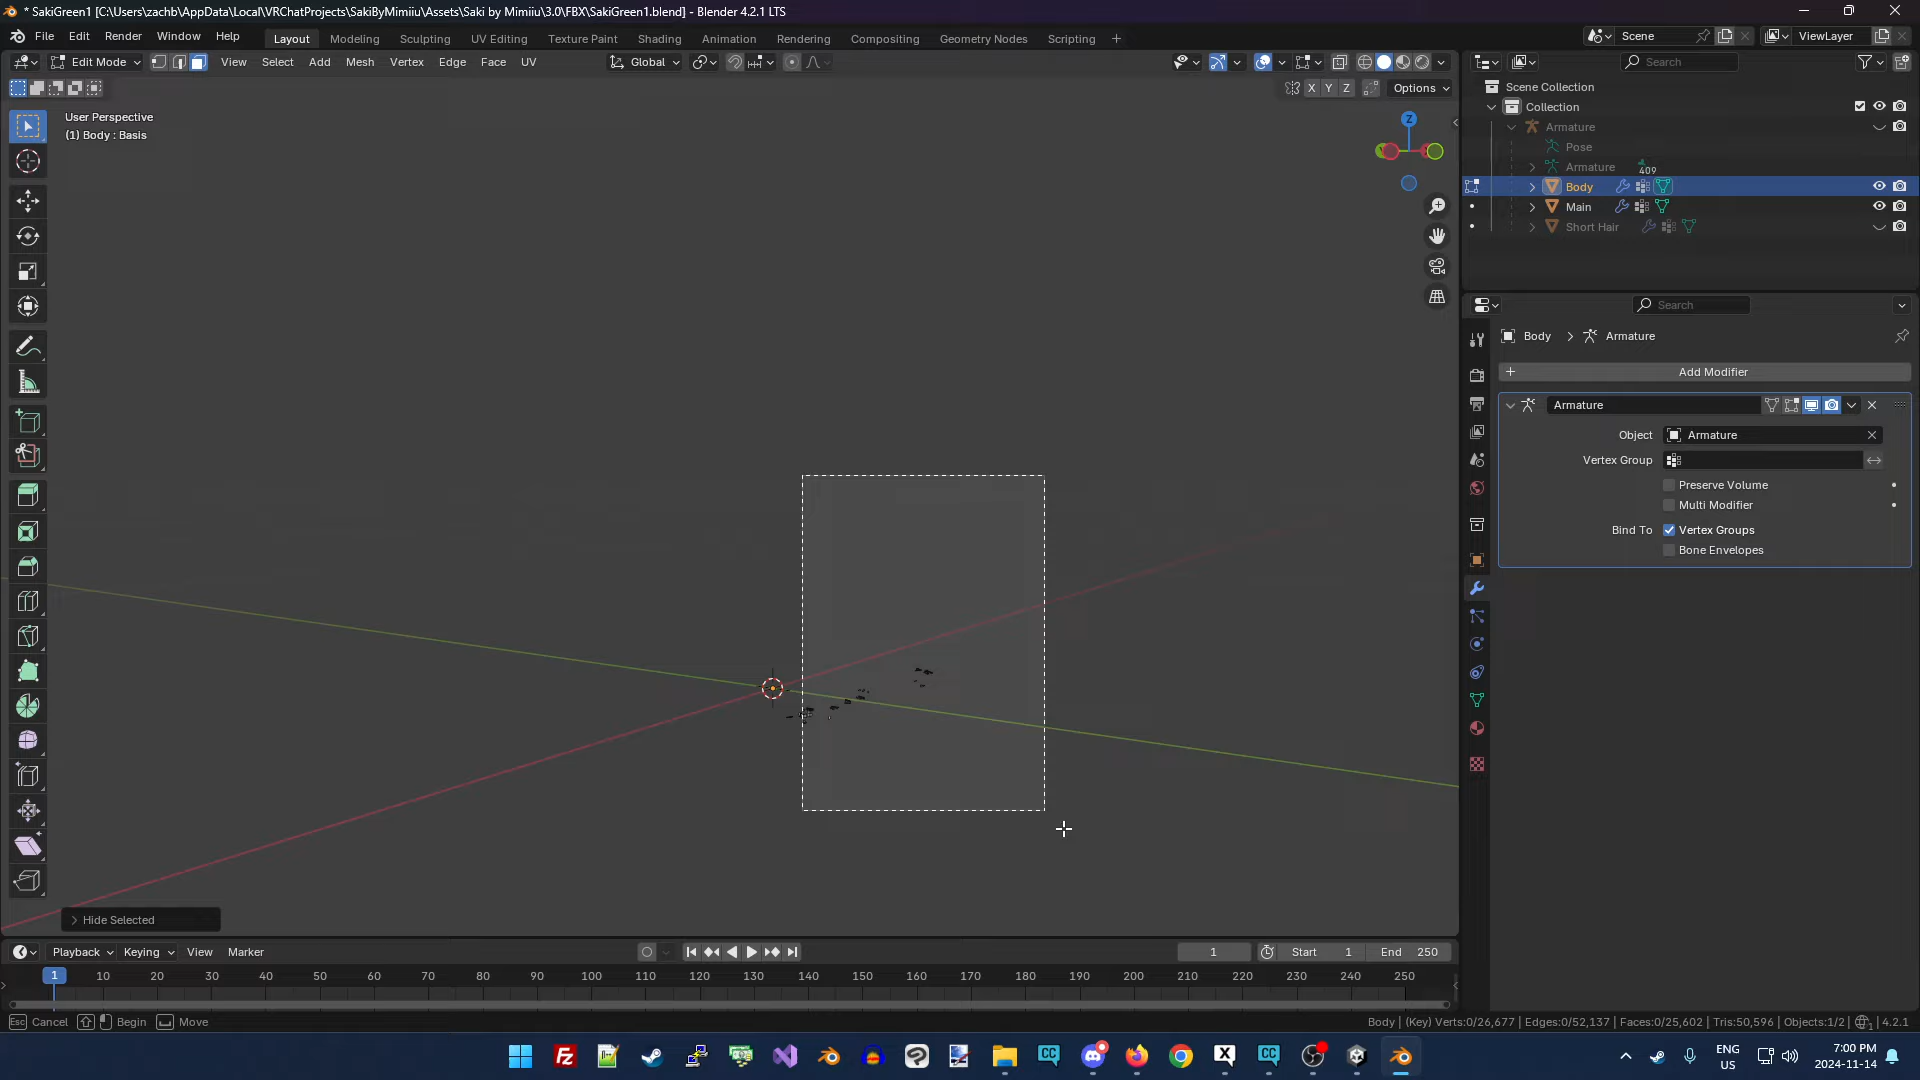 * SakiGreen1 [C:\Users\zachb\AppData\Local\VRChatProjects\SakiByMimiiu\Assets\Saki by Mimiiu\3.0\FBX\SakiGreen1.blend] - Blender 4.2.1 LTS
File Edit Render Window Help
Layout Modeling Sculpting UV Editing Texture Paint Shading Animation Rendering Compositing Geometry Nodes Scripting +
Scene
ViewLayer
Edit Mode View Select Add Mesh Vertex Edge Face UV
Global
Search
X Y Z Options
User Perspective
(1) Body : Basis
Z
Scene Collection
Collection
Armature
Pose
Armature
409
Body
Main
Short Hair
Search
Body > Armature
+ Add Modifier
Armature
Object Armature
Vertex Group
Preserve Volume
Multi Modifier
Bind To Vertex Groups
Bone Envelopes
> Hide Selected
Playback Keying View Marker
1 Start 1 End 250
1 10 20 30 40 50 60 70 80 90 100 110 120 130 140 150 160 170 180 190 200 210 220 230 240 250
Esc Cancel Begin Move
Body | (Key) Verts:0/26,677 | Edges:0/52,137 | Faces:0/25,602 | Tris:50,596 | Objects:1/2 | 4.2.1
CC
X
CC
ENG
US
7:00 PM
2024-11-14